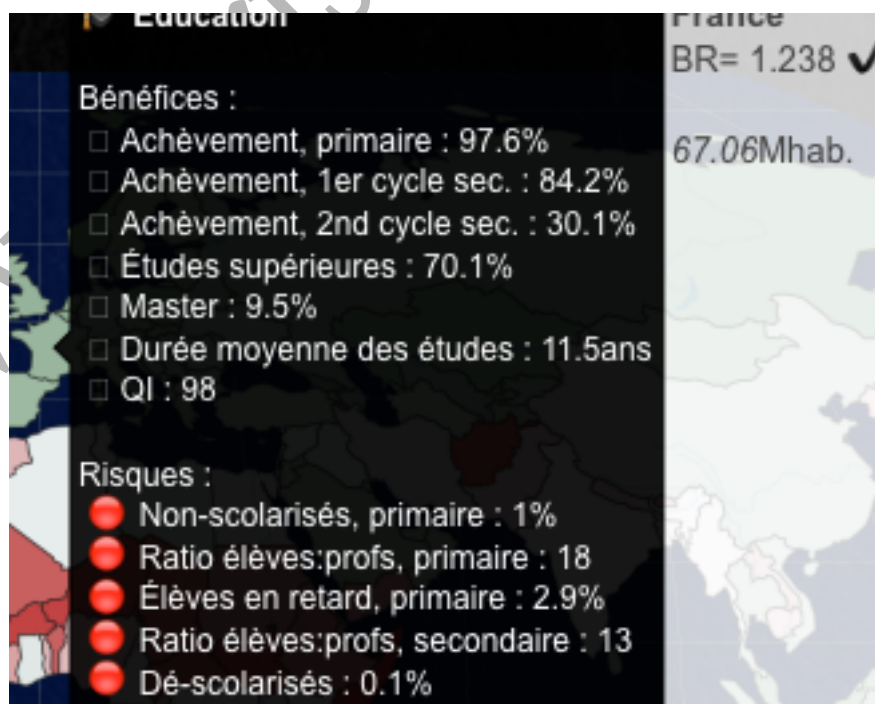 Éducation
Bénéfices :
Achèvement, primaire : 97.6%
Achèvement, 1er cycle sec. : 84.2%
Achèvement, 2nd cycle sec. : 30.1%
Études supérieures : 70.1%
Master : 9.5%
Durée moyenne des études : 11.5ans
QI : 98
Risques :
Non-scolarisés, primaire : 1%
Ratio élèves:profs, primaire : 18
Élèves en retard, primaire : 2.9%
Ratio élèves:profs, secondaire : 13
Dé-scolarisés : 0.1%
France
BR= 1.238 ✓
67.06Mhab.